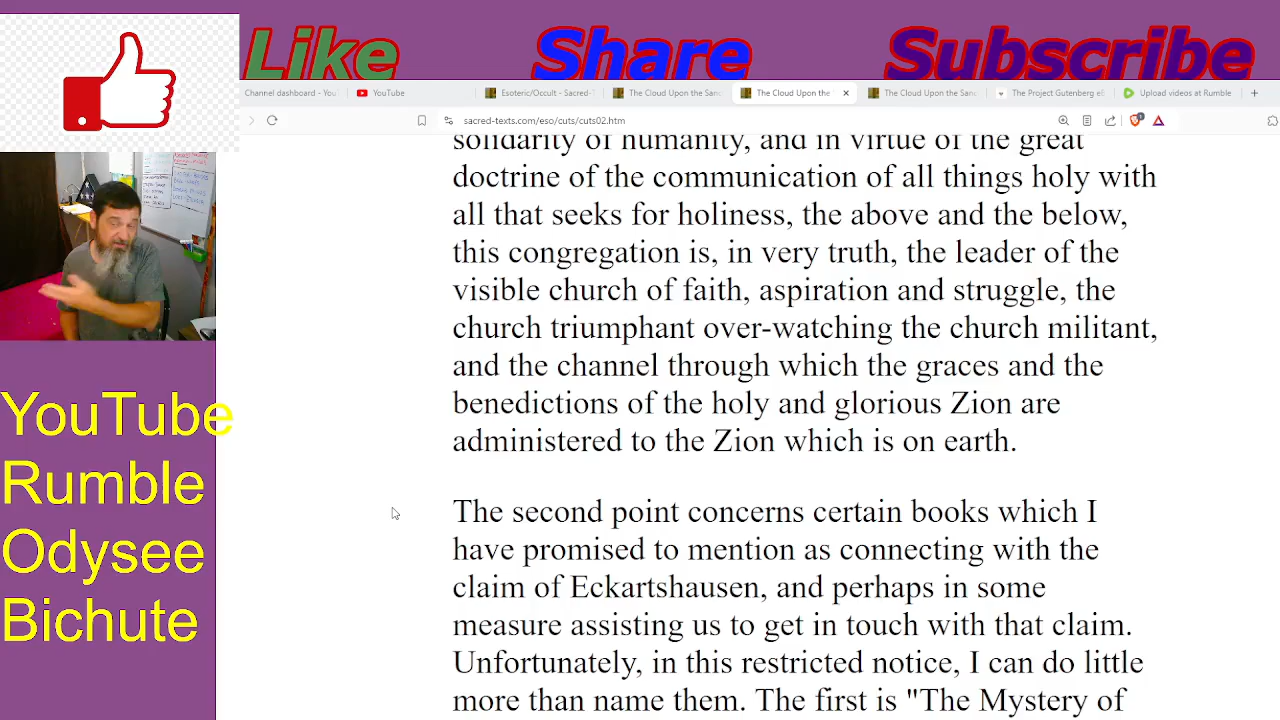 Like Share Subscribe
Channel dashboard - You
YouTube
Esoteric/Occult - Sacred-T
The Cloud Upon the Sanc
The Cloud Upon the
The Cloud Upon the Sanc
The Project Gutenberg eB
Upload videos at Rumble
sacred-texts.com/eso/cuts/cuts02.htm
solidarity of humanity, and in virtue of the great
doctrine of the communication of all things holy with
all that seeks for holiness, the above and the below,
this congregation is, in very truth, the leader of the
visible church of faith, aspiration and struggle, the
church triumphant over-watching the church militant,
and the channel through which the graces and the
benedictions of the holy and glorious Zion are
administered to the Zion which is on earth.
The second point concerns certain books which I
have promised to mention as connecting with the
claim of Eckartshausen, and perhaps in some
measure assisting us to get in touch with that claim.
Unfortunately, in this restricted notice, I can do little
more than name them. The first is "The Mystery of
YouTube
Rumble
Odysee
Bichute